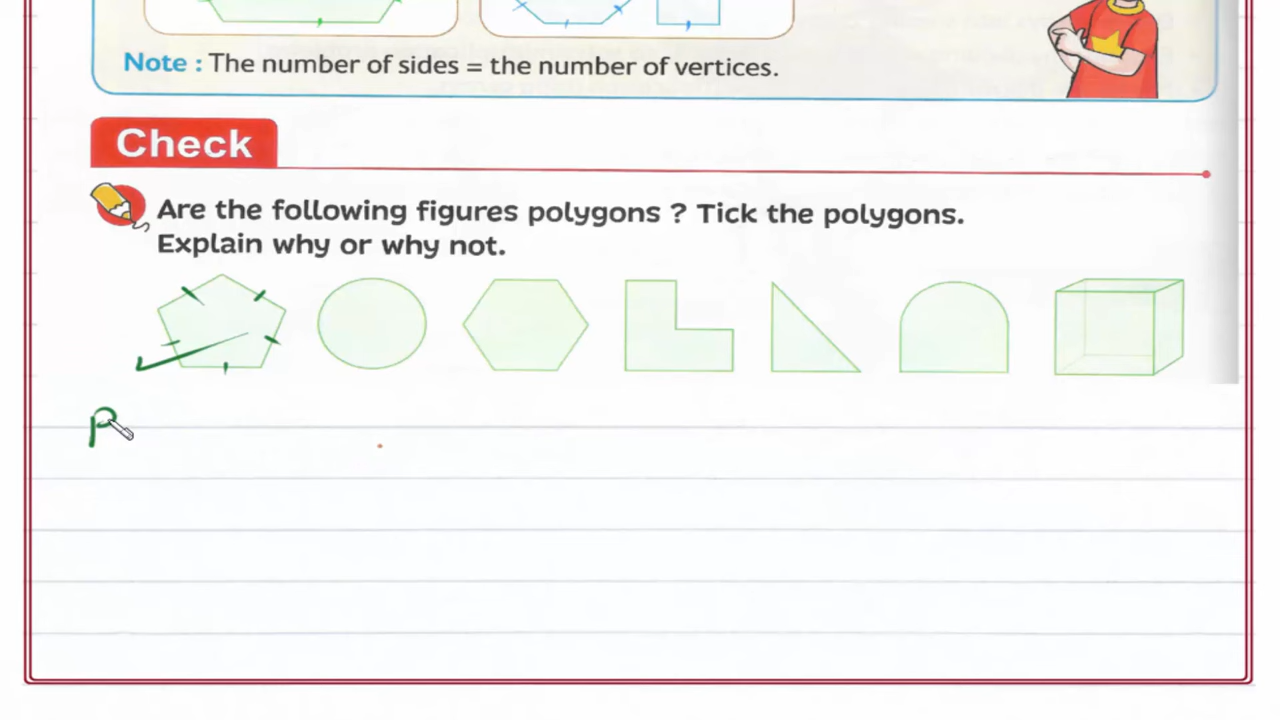 Note : The number of sides = the number of vertices.
Check
Are the following figures polygons ? Tick the polygons.
Explain why or why not.
P